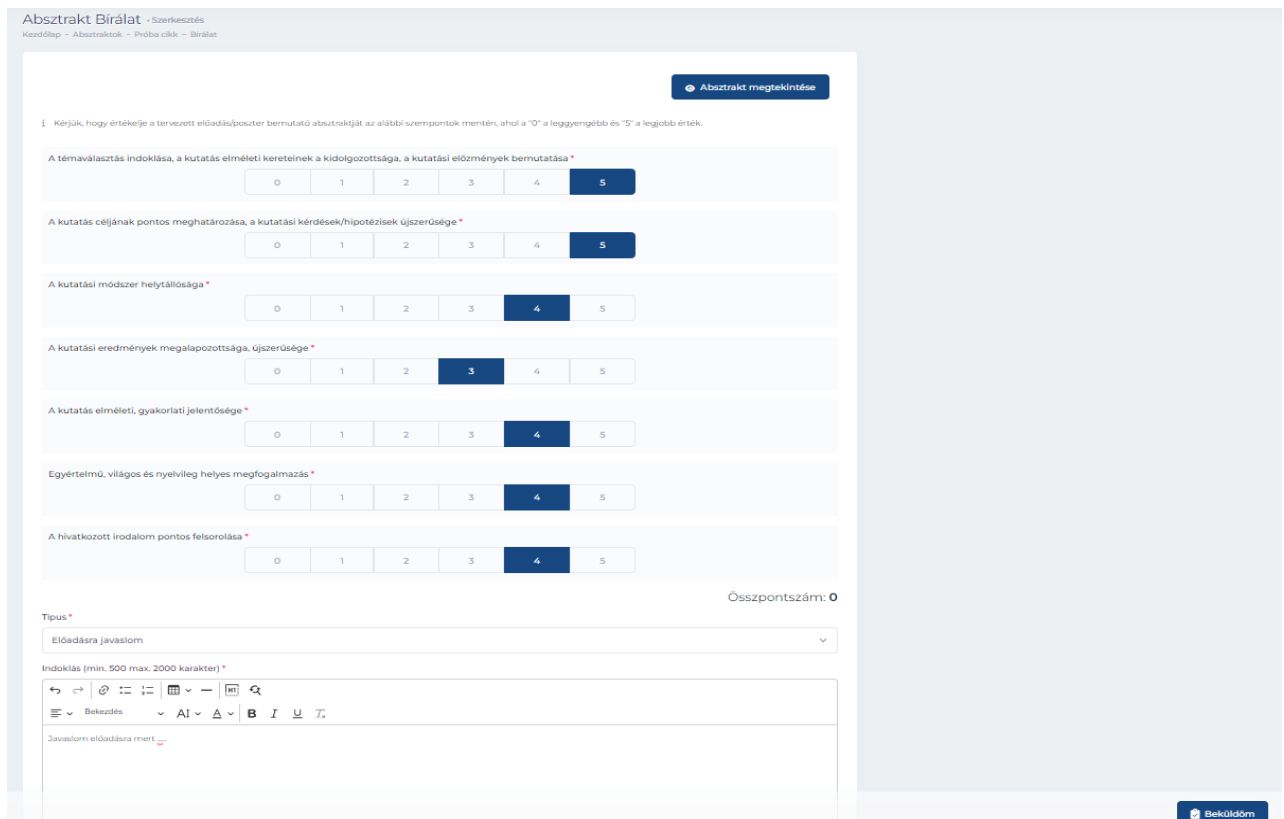 Absztrakt Bírálat • Szerkesztés
Kezdőlap – Absztraktok – Próba cikk – Bírálat
Absztrakt megtekintése
i Kérjük, hogy értékelje a tervezett előadás/poszter bemutató absztraktját az alábbi szempontok mentén, ahol a "0" a leggyengébb és "5" a legjobb érték.
A témaválasztás indoklása, a kutatás elméleti kereteinek a kidolgozottsága, a kutatási előzmények bemutatása *
0 1 2 3 4 5
A kutatás céljának pontos meghatározása, a kutatási kérdések/hipotézisek újszerűsége *
0 1 2 3 4 5
A kutatási módszer helytállósága *
0 1 2 3 4 5
A kutatási eredmények megalapozottsága, újszerűsége *
0 1 2 3 4 5
A kutatás elméleti, gyakorlati jelentősége *
0 1 2 3 4 5
Egyértelmű, világos és nyelvileg helyes megfogalmazás *
0 1 2 3 4 5
A hivatkozott irodalom pontos felsorolása *
0 1 2 3 4 5
Összpontszám: 0
Típus *
Előadásra javaslom
Indoklás (min. 500 max. 2000 karakter) *
H1
Bekezdés AI A B I U Tx
Javaslom előadásra mert ....
Beküldöm